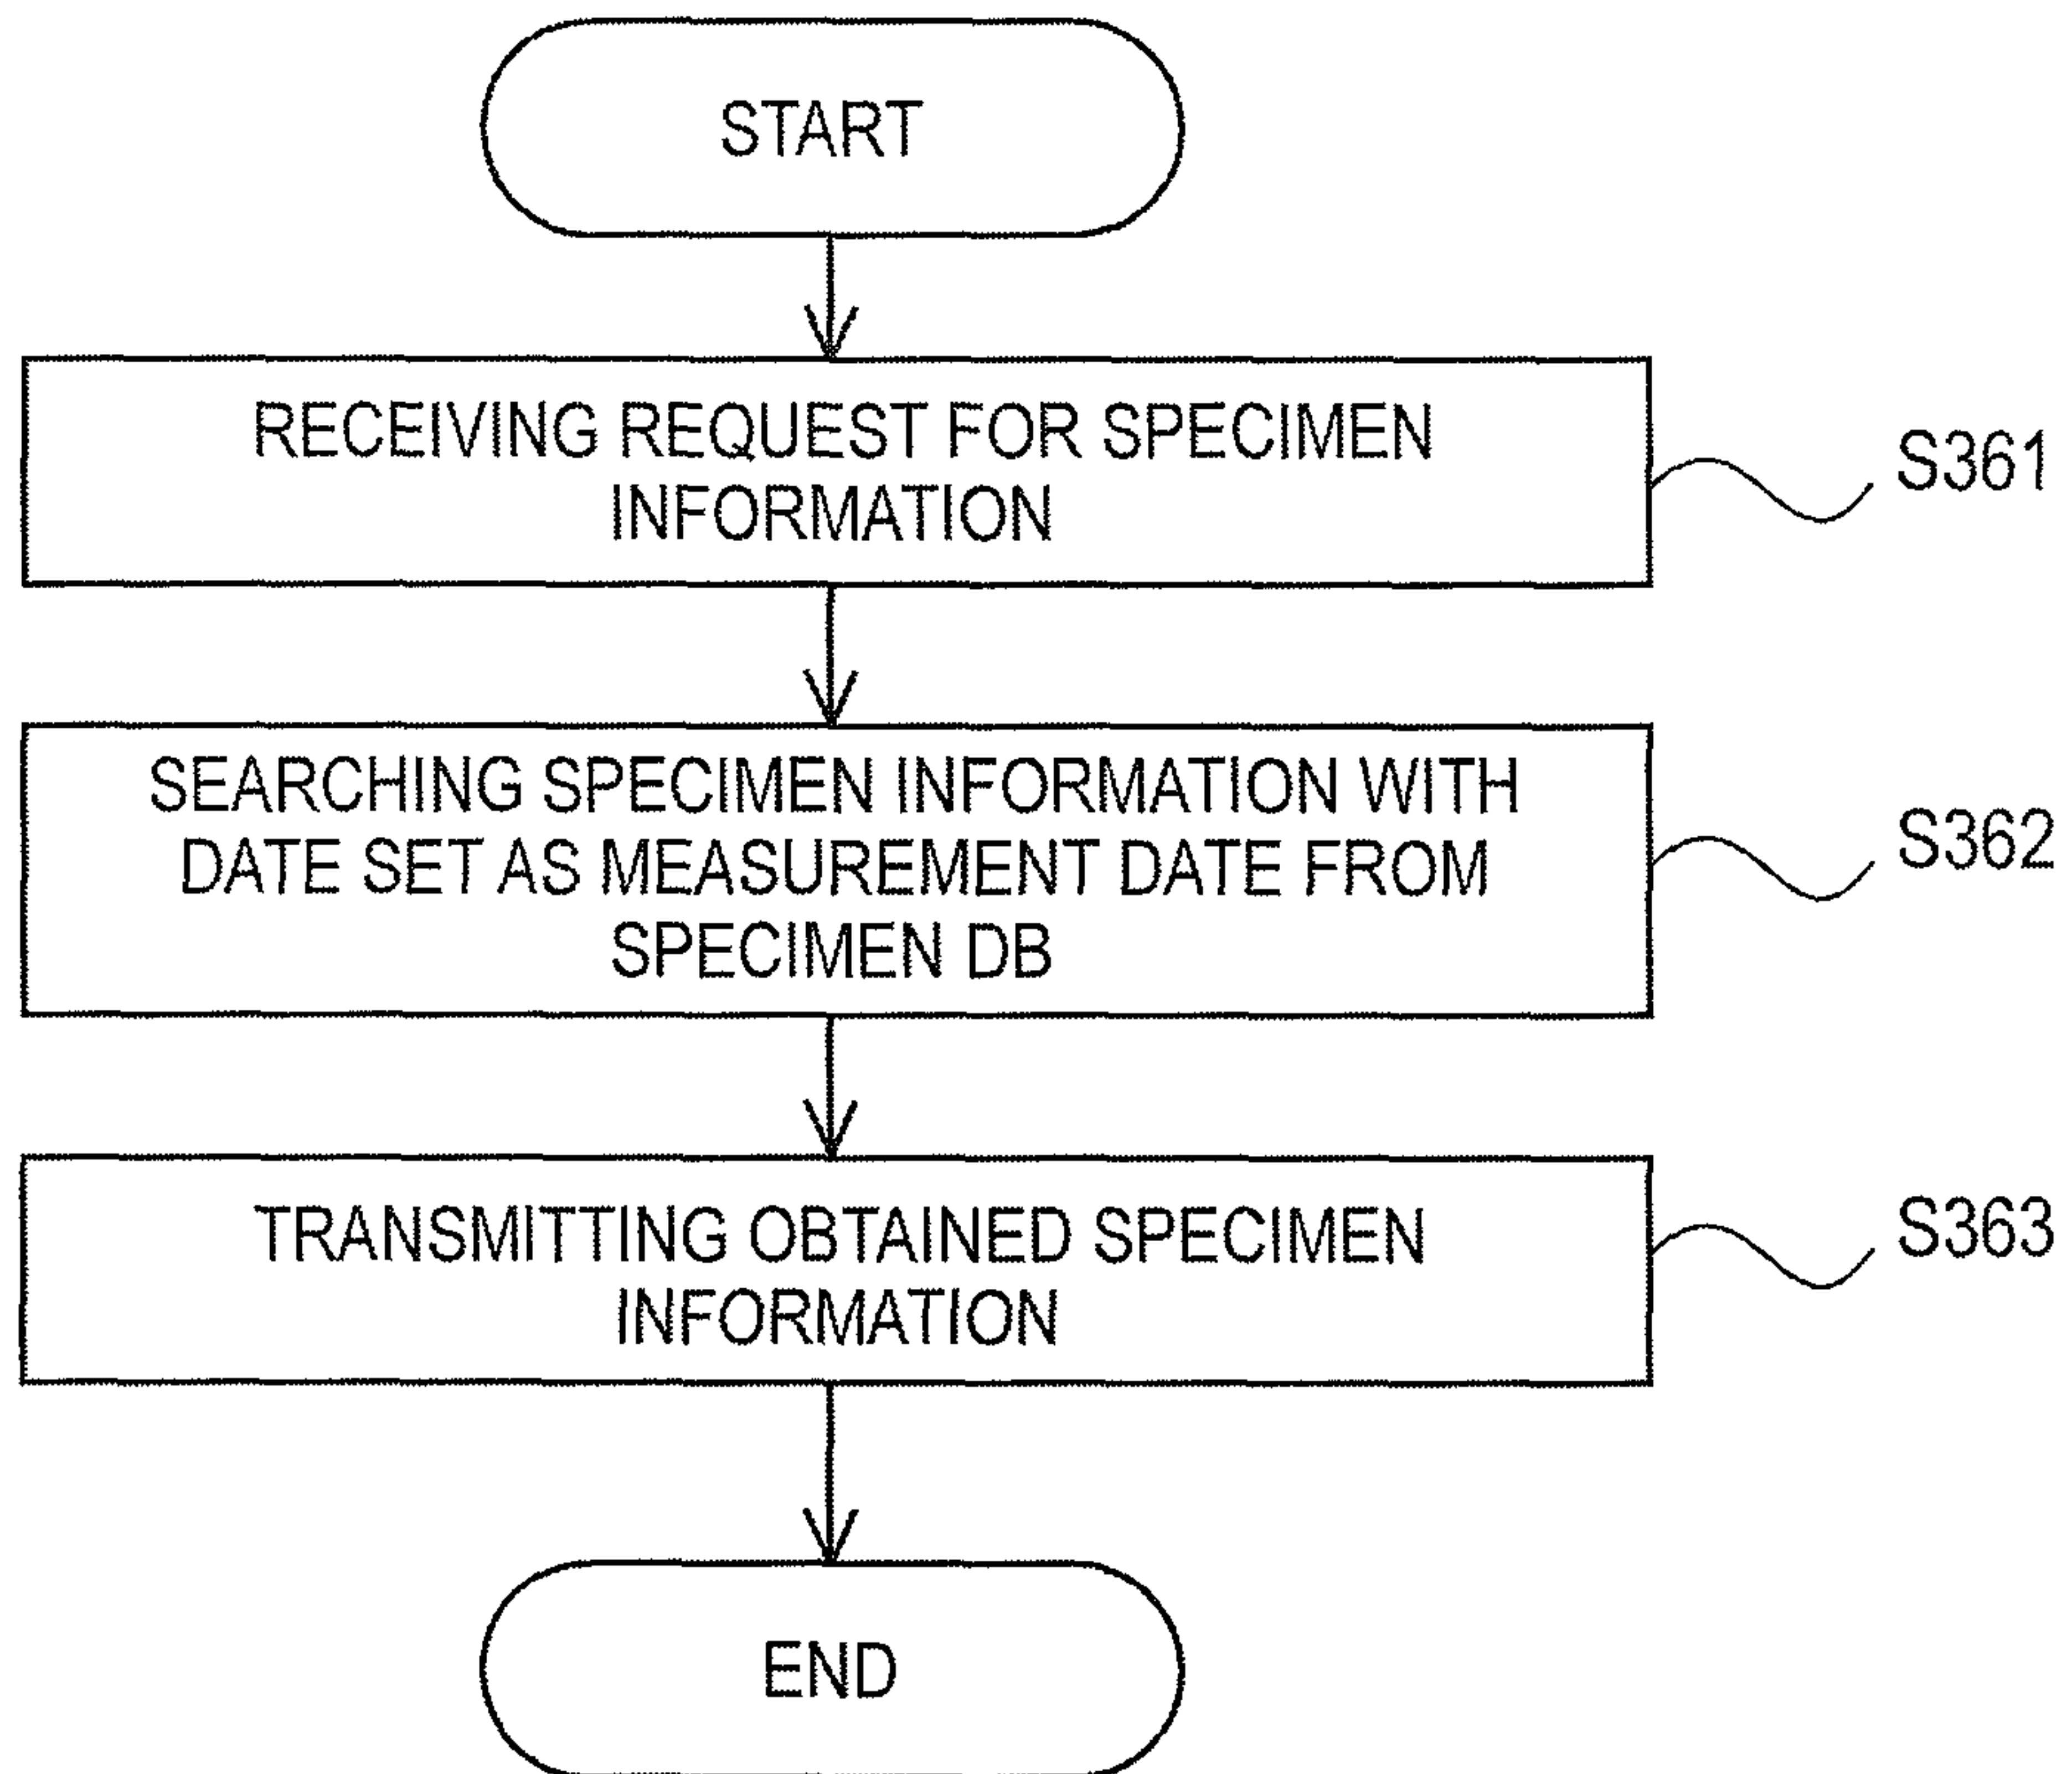 START
RECEIVING REQUEST FOR SPECIMEN
INFORMATION
S361
SEARCHING SPECIMEN INFORMATION WITH
DATE SET AS MEASUREMENT DATE FROM
SPECIMEN DB
S362
TRANSMITTING OBTAINED SPECIMEN
INFORMATION
S363
END